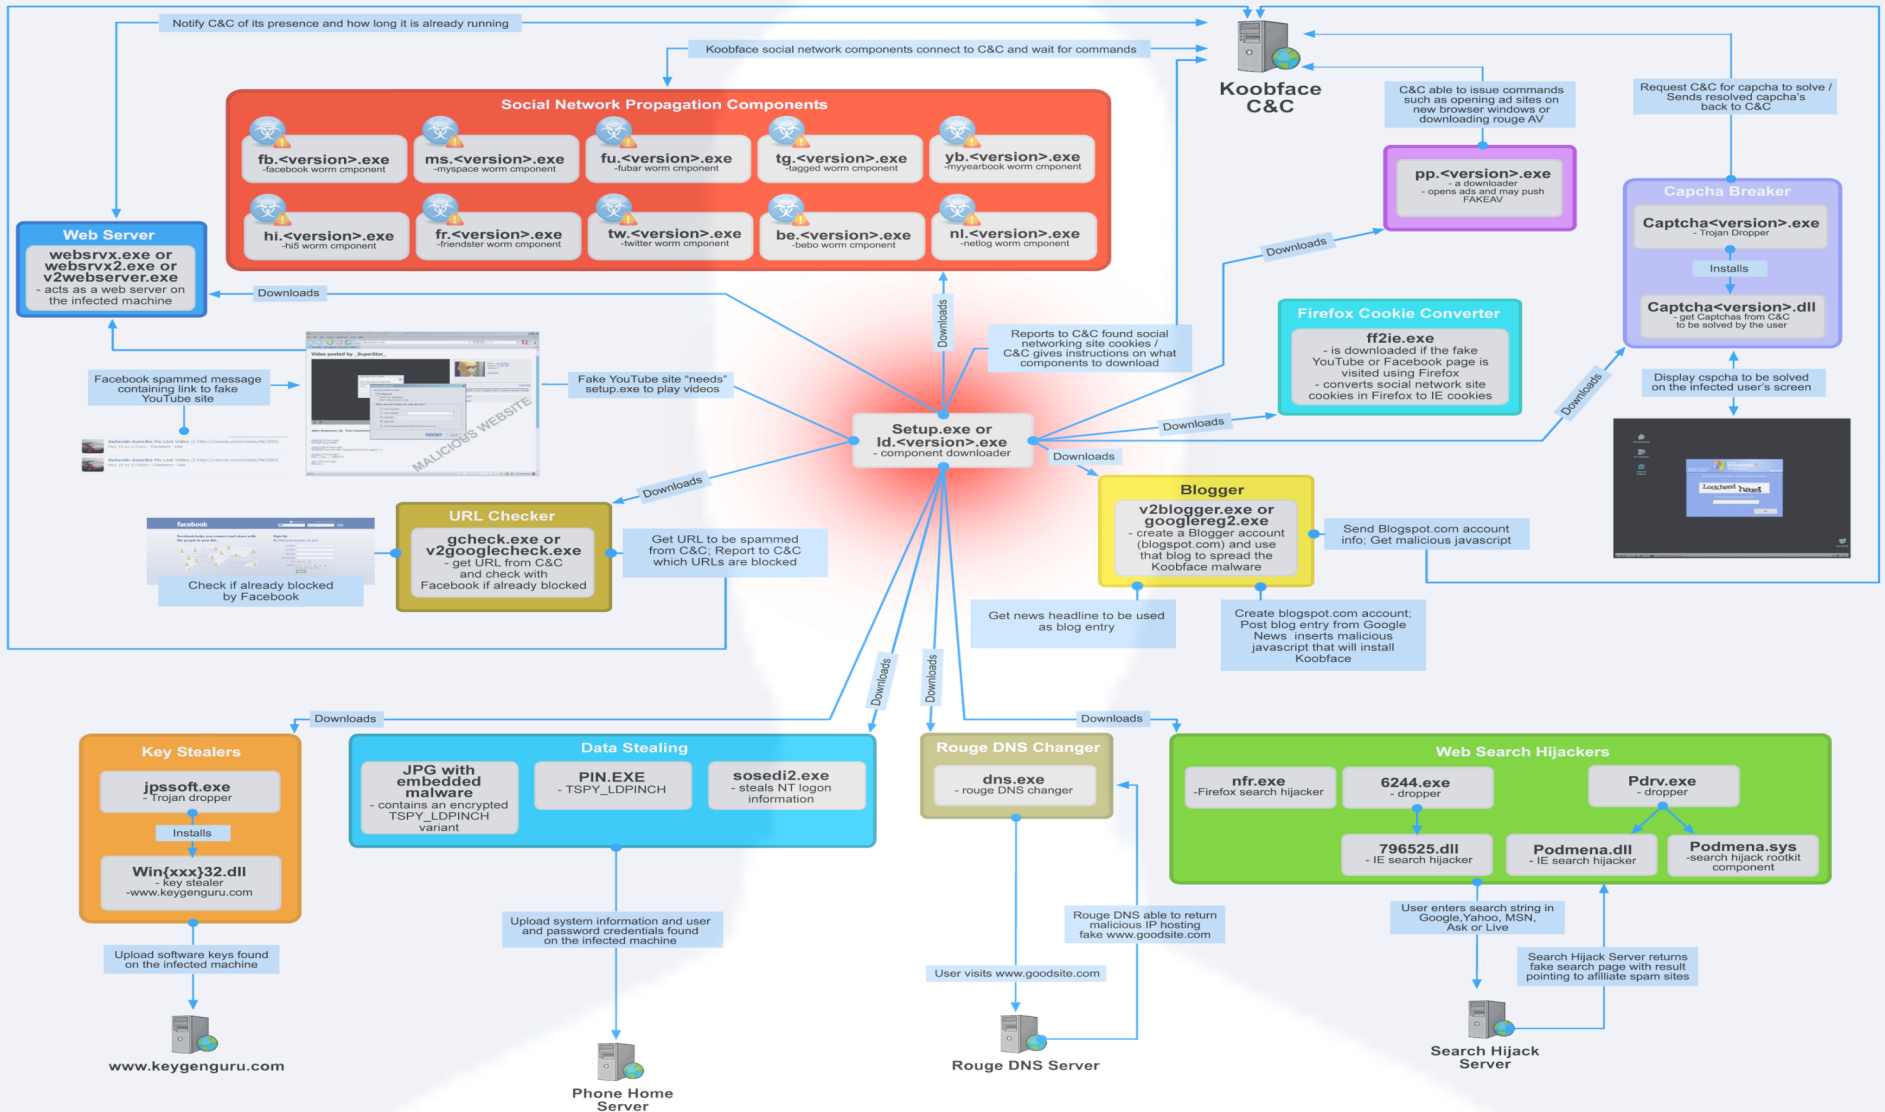 Notify C&C of its presence and how long it is already running
Koobface social network components connect to C&C and wait for commands
Koobface
C&C
C&C able to issue commands
such as opening ad sites on
new browser windows or
downloading rouge AV
Request C&C for capcha to solve /
Sends resolved capcha's
back to C&C
Social Network Propagation Components
fb.<version>.exe
-facebook worm cmponent
ms.<version>.exe
-myspace worm cmponent
fu.<version>.exe
-fubar worm cmponent
tg.<version>.exe
-tagged worm cmponent
yb.<version>.exe
-myyearbook worm cmponent
hi.<version>.exe
-hi5 worm cmponent
fr.<version>.exe
-friendster worm cmponent
tw.<version>.exe
-twitter worm cmponent
be.<version>.exe
-bebo worm cmponent
nl.<version>.exe
-netlog worm cmponent
pp.<version>.exe
- a downloader
- opens ads and may push
FAKEAV
Capcha Breaker
Captcha<version>.exe
- Trojan Dropper
Installs
Captcha<version>.dll
- get Captchas from C&C
to be solved by the user
Web Server
websrvx.exe or
websrvx2.exe or
v2webserver.exe
- acts as a web server on
the infected machine
Downloads
Downloads
Downloads
Reports to C&C found social
networking site cookies /
C&C gives instructions on what
components to download
Firefox Cookie Converter
ff2ie.exe
- is downloaded if the fake
YouTube or Facebook page is
visited using Firefox
- converts social network site
cookies in Firefox to IE cookies
Facebook spammed message
containing link to fake
YouTube site
Video posted by _SuperStar_
MALICIOUS WEBSITE
Fake YouTube site "needs"
setup.exe to play videos
Setup.exe or
ld.<version>.exe
- component downloader
Downloads
Downloads
Downloads
Downloads
Display cspcha to be solved
on the infected user's screen
Lockheed
URL Checker
gcheck.exe or
v2googlecheck.exe
- get URL from C&C
and check with
Facebook if already blocked
facebook
Check if already blocked
by Facebook
Get URL to be spammed
from C&C; Report to C&C
which URLs are blocked
Blogger
v2blogger.exe or
googlereg2.exe
- create a Blogger account
(blogspot.com) and use
that blog to spread the
Koobface malware
Send Blogspot.com account
info; Get malicious javascript
Get news headline to be used
as blog entry
Create blogspot.com account;
Post blog entry from Google
News inserts malicious
javascript that will install
Koobface
Downloads
Downloads
Downloads
Downloads
Key Stealers
jpssoft.exe
- Trojan dropper
Installs
Win{xxx}32.dll
- key stealer
-www.keygenguru.com
Upload software keys found
on the infected machine
www.keygenguru.com
Data Stealing
JPG with
embedded
malware
- contains an encrypted
TSPY_LDPINCH
variant
PIN.EXE
- TSPY_LDPINCH
sosedi2.exe
- steals NT logon
information
Upload system information and user
and password credentials found
on the infected machine
Phone Home
Server
Rouge DNS Changer
dns.exe
- rouge DNS changer
Rouge DNS able to return
malicious IP hosting
fake www.goodsite.com
User visits www.goodsite.com
Rouge DNS Server
Web Search Hijackers
nfr.exe
-Firefox search hijacker
6244.exe
- dropper
Pdrv.exe
- dropper
796525.dll
- IE search hijacker
Podmena.dll
- IE search hijacker
Podmena.sys
-search hijack rootkit
component
User enters search string in
Google,Yahoo, MSN,
Ask or Live
Search Hijack Server returns
fake search page with result
pointing to afilliate spam sites
Search Hijack
Server